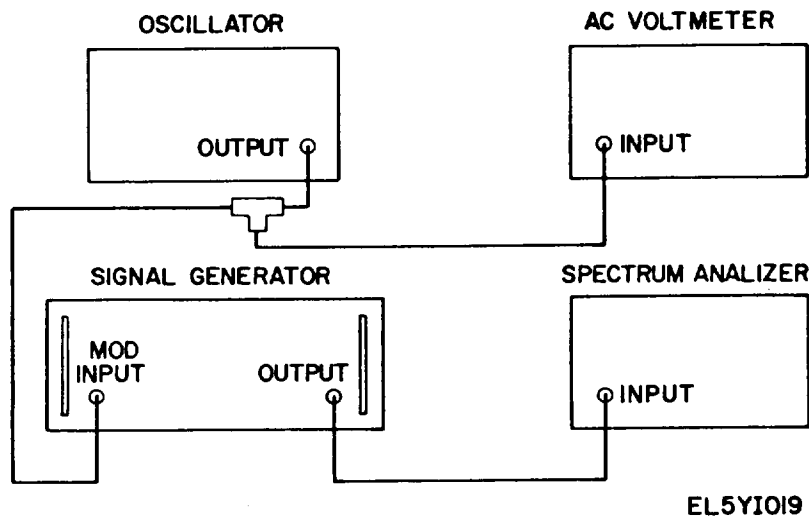 OSCILLATOR
AC VOLTMETER
OUTPUT
INPUT
SIGNAL GENERATOR
SPECTRUM ANALIZER
MOD
INPUT
OUTPUT
INPUT
EL5YI019